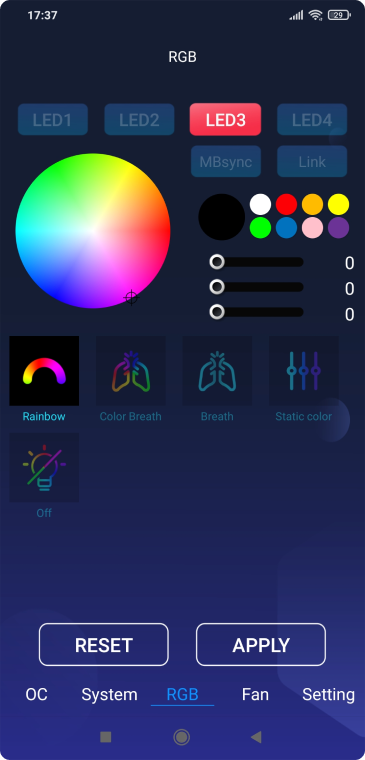 17:37
29
RGB
LED1 LED2 LED3 LED4
MBsync Link
0
0
0
Rainbow Color Breath Breath Static color
Off
RESET APPLY
OC System RGB Fan Setting